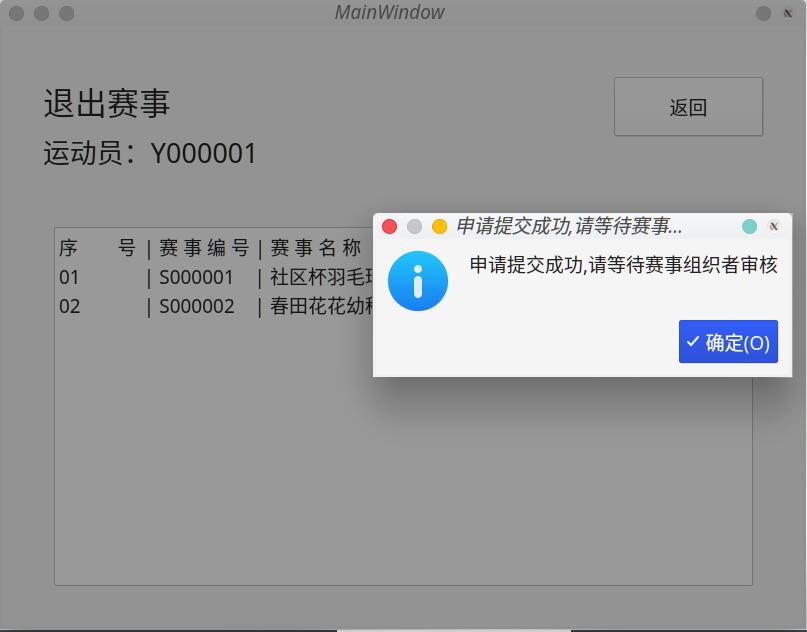 MainWindow
退出赛事
返回
运动员：Y000001
序 号 | 赛 事 编 号 | 赛 事 名 称
01 | S000001 | 社区杯羽毛
02 | S000002 | 春田花花幼
申请提交成功,请等待赛事...
申请提交成功,请等待赛事组织者审核
确定(O)